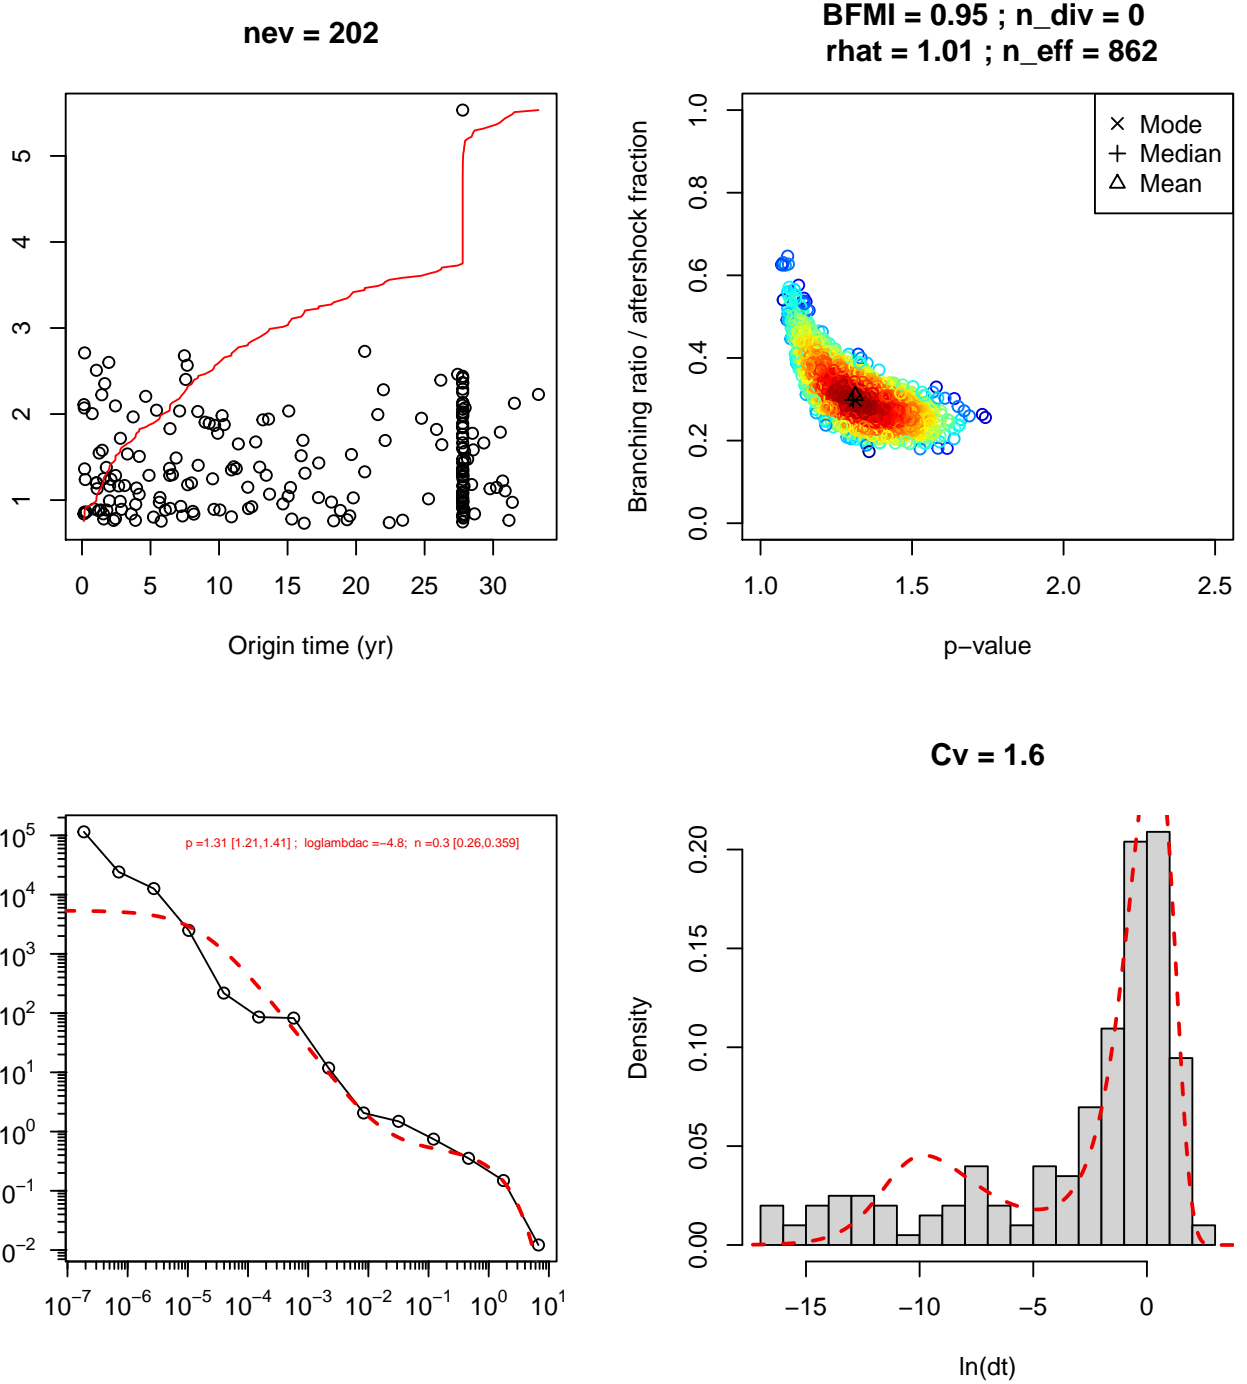 nev = 202
5
4
3
2
1
0 5 10 15 20 25 30
Origin time (yr)
BFMI = 0.95 ; n_div = 0
rhat = 1.01 ; n_eff = 862
Branching ratio / aftershock fraction
1.0
0.8
0.6
0.4
0.2
0.0
Mode
Median
Mean
1.0 1.5 2.0 2.5
p−value
p =1.31 [1.21,1.41] ; loglambdac =−4.8; n =0.3 [0.26,0.359]
10^5
10^4
10^3
10^2
10^1
10^0
0^−1
0^−2
10^−7 10^−6 10^−5 10^−4 10^−3 10^−2 10^−1 10^0 10^1
Cv = 1.6
Density
0.20
0.15
0.10
0.05
0.00
−15 −10 −5 0
ln(dt)